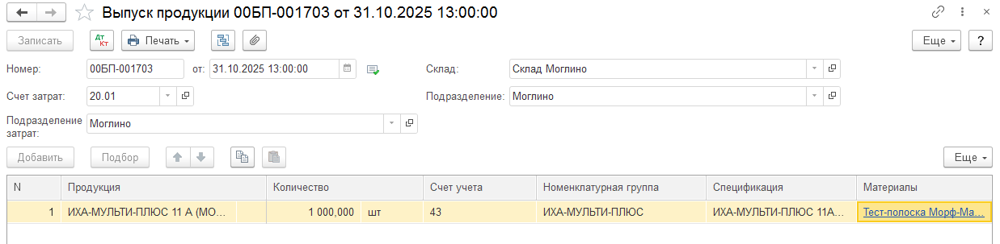 Выпуск продукции 00БП-001703 от 31.10.2025 13:00:00
Записать Дт Кт Печать Еще ?
Номер: 00БП-001703 от: 31.10.2025 13:00:00 Склад: Склад Моглино
Счет затрат: 20.01 Подразделение: Моглино
Подразделение затрат: Моглино
Добавить Подбор Еще
N Продукция Количество Счет учета Номенклатурная группа Спецификация Материалы
1 ИХА-МУЛЬТИ-ПЛЮС 11 А (МО... 1 000,000 шт 43 ИХА-МУЛЬТИ-ПЛЮС ИХА-МУЛЬТИ-ПЛЮС 11А... Тест-полоска Морф-Ма...